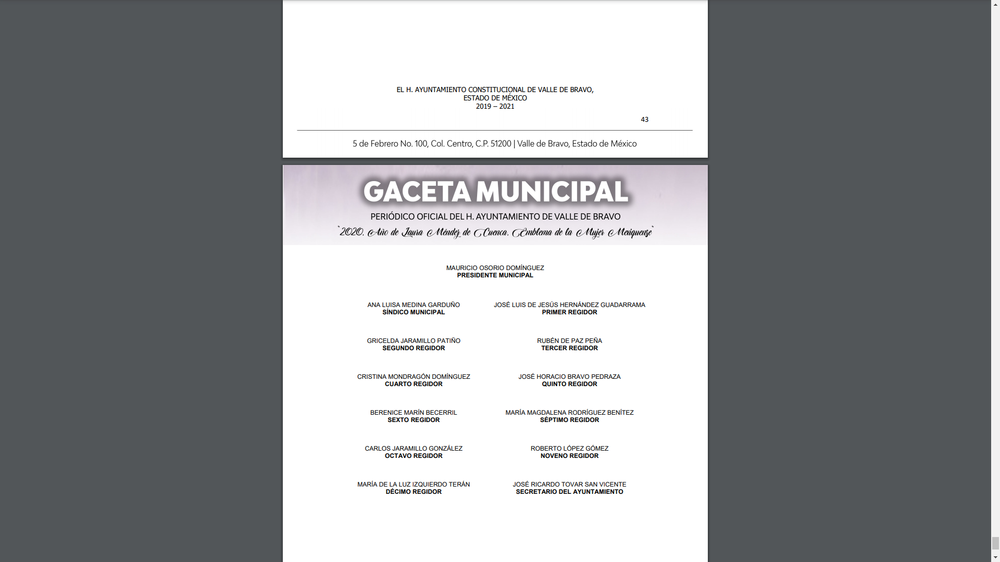 EL H. AYUNTAMIENTO CONSTITUCIONAL DE VALLE DE BRAVO,
ESTADO DE MÉXICO
2019 – 2021
43
5 de Febrero No. 100, Col. Centro, C.P. 51200 | Valle de Bravo, Estado de México
GACETA MUNICIPAL
PERIÓDICO OFICIAL DEL H. AYUNTAMIENTO DE VALLE DE BRAVO
"2020. Año de Laura Méndez de Cuenca. Emblema de la Mujer Mexiquense"
MAURICIO OSORIO DOMÍNGUEZ
PRESIDENTE MUNICIPAL
ANA LUISA MEDINA GARDUÑO
SÍNDICO MUNICIPAL
JOSÉ LUIS DE JESÚS HERNÁNDEZ GUADARRAMA
PRIMER REGIDOR
GRICELDA JARAMILLO PATIÑO
SEGUNDO REGIDOR
RUBÉN DE PAZ PEÑA
TERCER REGIDOR
CRISTINA MONDRAGÓN DOMÍNGUEZ
CUARTO REGIDOR
JOSÉ HORACIO BRAVO PEDRAZA
QUINTO REGIDOR
BERENICE MARÍN BECERRIL
SEXTO REGIDOR
MARÍA MAGDALENA RODRÍGUEZ BENÍTEZ
SÉPTIMO REGIDOR
CARLOS JARAMILLO GONZÁLEZ
OCTAVO REGIDOR
ROBERTO LÓPEZ GÓMEZ
NOVENO REGIDOR
MARÍA DE LA LUZ IZQUIERDO TERÁN
DÉCIMO REGIDOR
JOSÉ RICARDO TOVAR SAN VICENTE
SECRETARIO DEL AYUNTAMIENTO